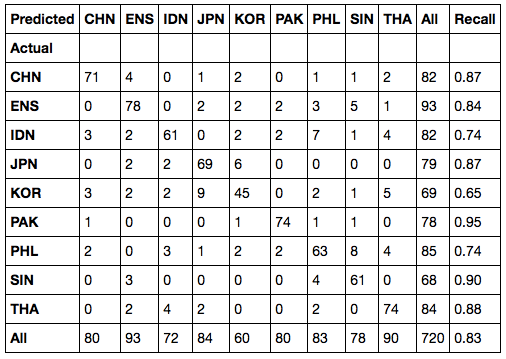 Predicted CHN ENS IDN JPN KOR PAK PHL SIN THA All Recall
Actual
CHN 71 4 0 1 2 0 1 1 2 82 0.87
ENS 0 78 0 2 2 2 3 5 1 93 0.84
IDN 3 2 61 0 2 2 7 1 4 82 0.74
JPN 0 2 2 69 6 0 0 0 0 79 0.87
KOR 3 2 2 9 45 0 2 1 5 69 0.65
PAK 1 0 0 0 1 74 1 1 0 78 0.95
PHL 2 0 3 1 2 2 63 8 4 85 0.74
SIN 0 3 0 0 0 0 4 61 0 68 0.90
THA 0 2 4 2 0 0 2 0 74 84 0.88
All 80 93 72 84 60 80 83 78 90 720 0.83